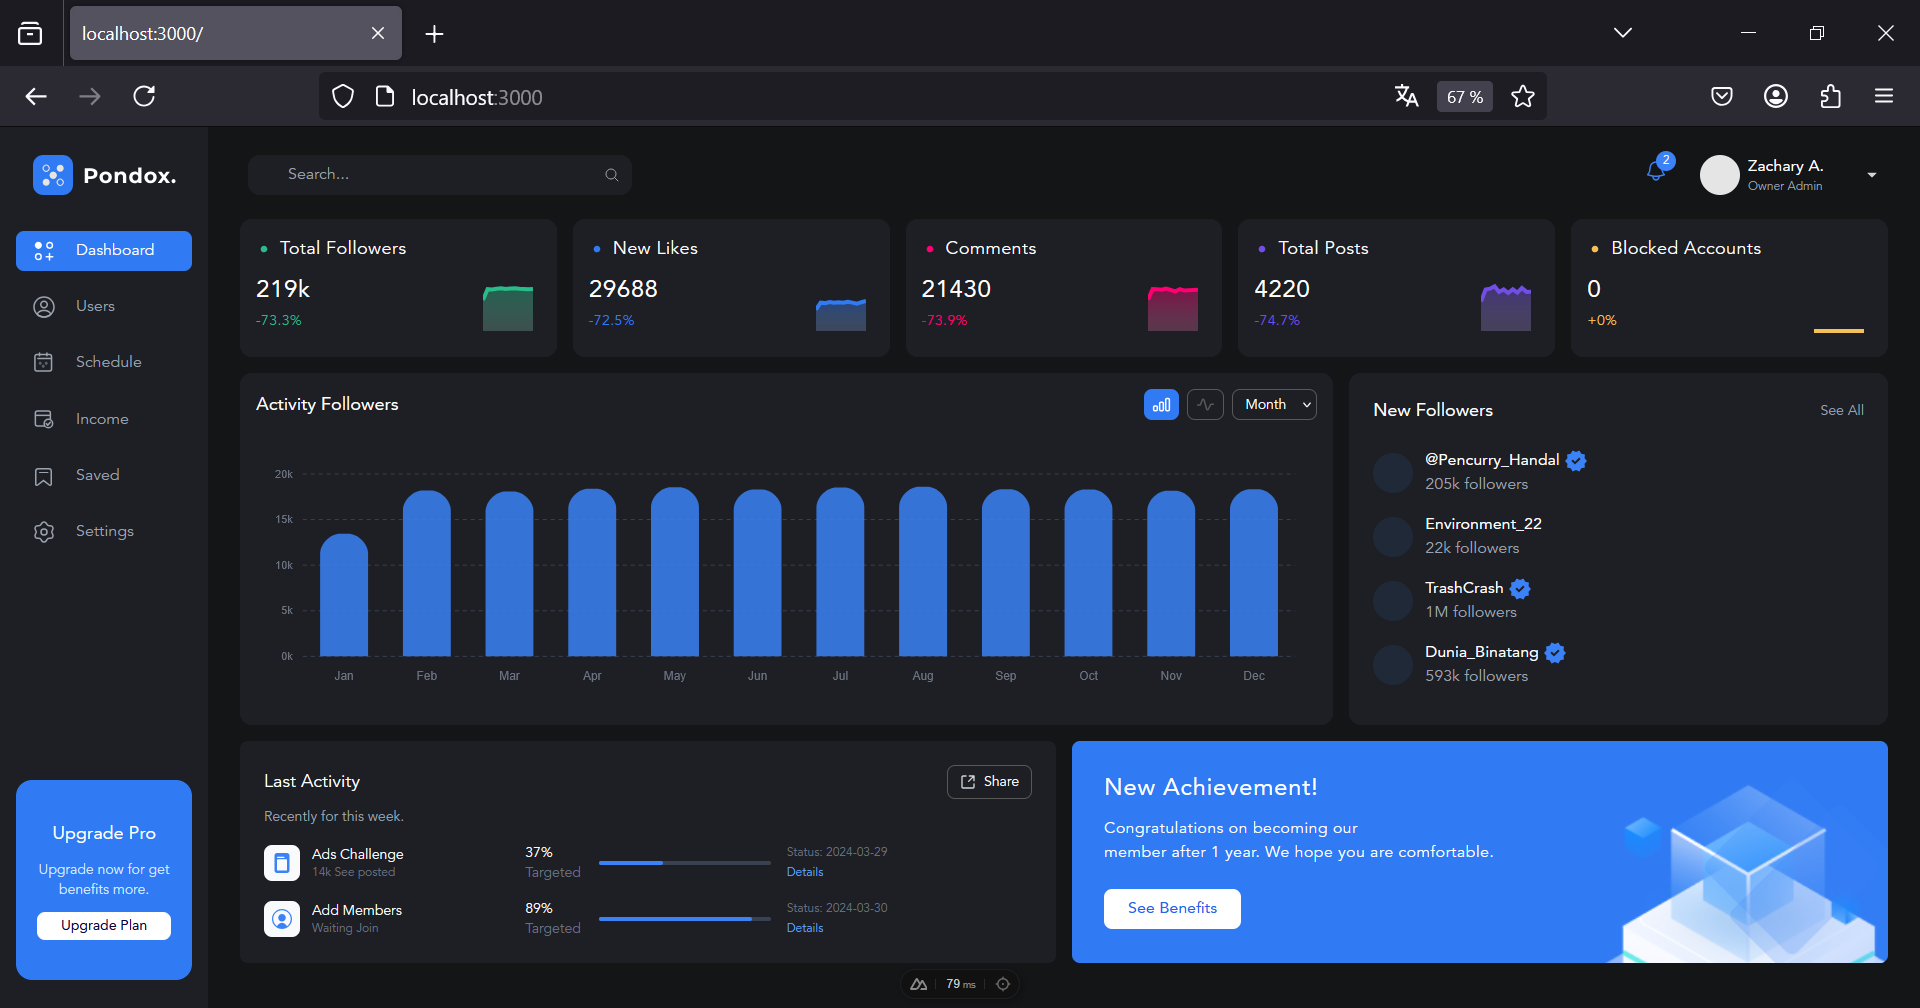 localhost:3000/
localhost:3000
67 %
Pondox.
Search...
2
Zachary A.
Owner Admin
Dashboard
Users
Schedule
Income
Saved
Settings
Total Followers
219k
-73.3%
New Likes
29688
-72.5%
Comments
21430
-73.9%
Total Posts
4220
-74.7%
Blocked Accounts
0
+0%
Activity Followers
Month
20k
15k
10k
5k
0k
Jan Feb Mar Apr May Jun Jul Aug Sep Oct Nov Dec
New Followers
See All
@Pencurry_Handal
205k followers
Environment_22
22k followers
TrashCrash
1M followers
Dunia_Binatang
593k followers
Upgrade Pro
Upgrade now for get
benefits more.
Upgrade Plan
Last Activity
Share
Recently for this week.
Ads Challenge
14k See posted
37%
Targeted
Status: 2024-03-29
Details
Add Members
Waiting Join
89%
Targeted
Status: 2024-03-30
Details
New Achievement!
Congratulations on becoming our
member after 1 year. We hope you are comfortable.
See Benefits
79 ms